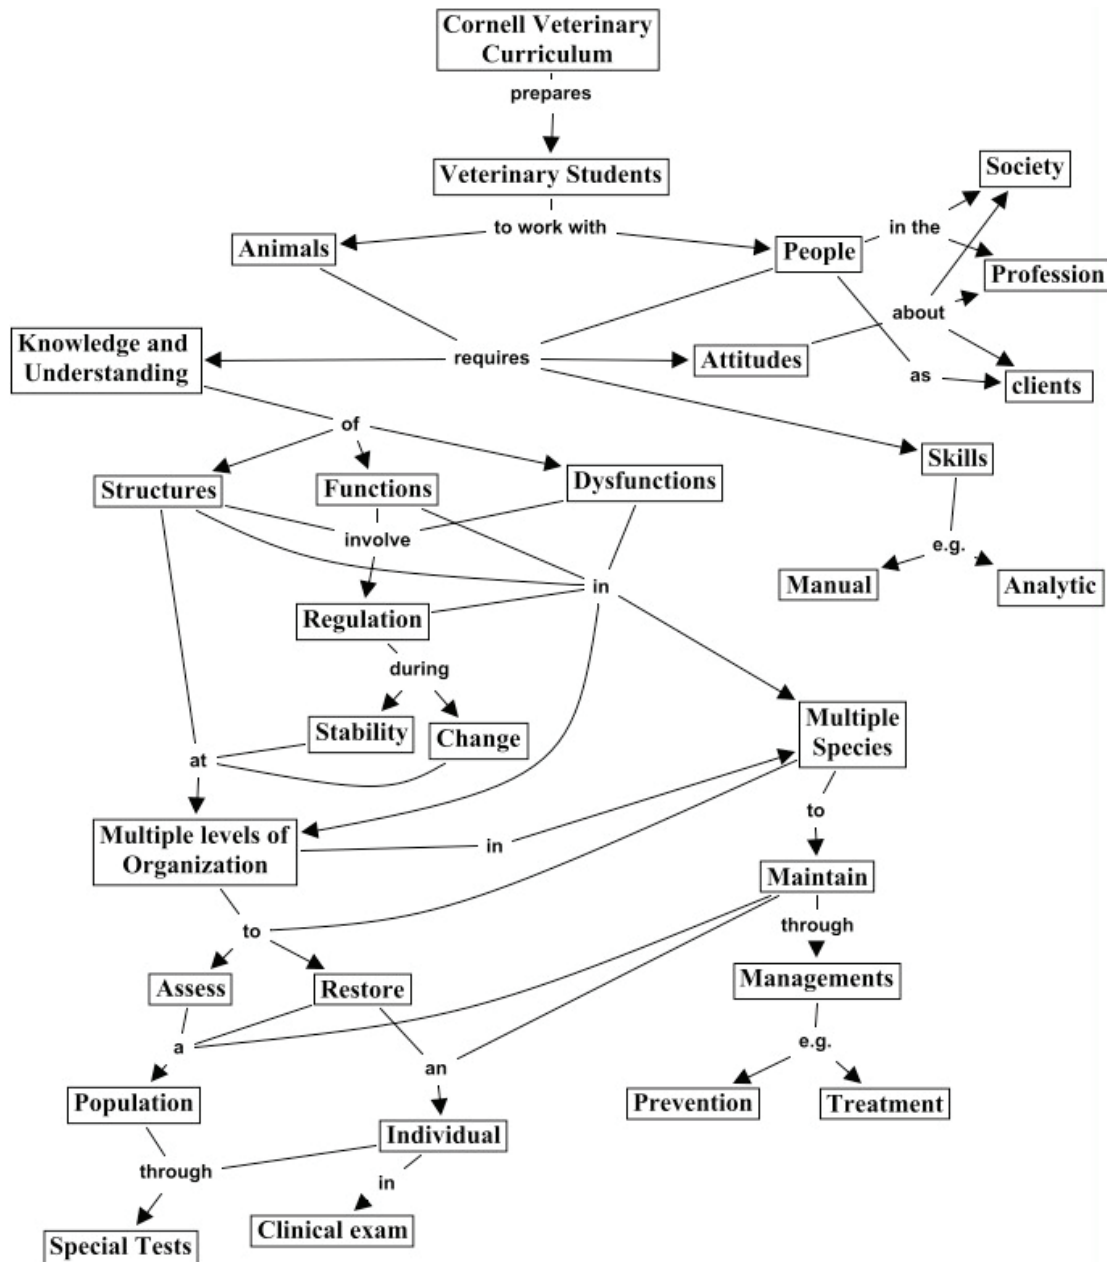 Cornell Veterinary
Curriculum
prepares
Veterinary Students
Society
to work with
in the
Animals
People
Profession
about
Knowledge and
Understanding
requires
Attitudes
as
clients
of
Skills
Structures
Functions
Dysfunctions
involve
e.g.
in
Manual
Analytic
Regulation
during
Stability
Change
Multiple
Species
at
to
Multiple levels of
Organization
in
Maintain
through
to
Assess
Restore
Managements
a
an
e.g.
Population
Prevention
Treatment
Individual
through
in
Special Tests
Clinical exam